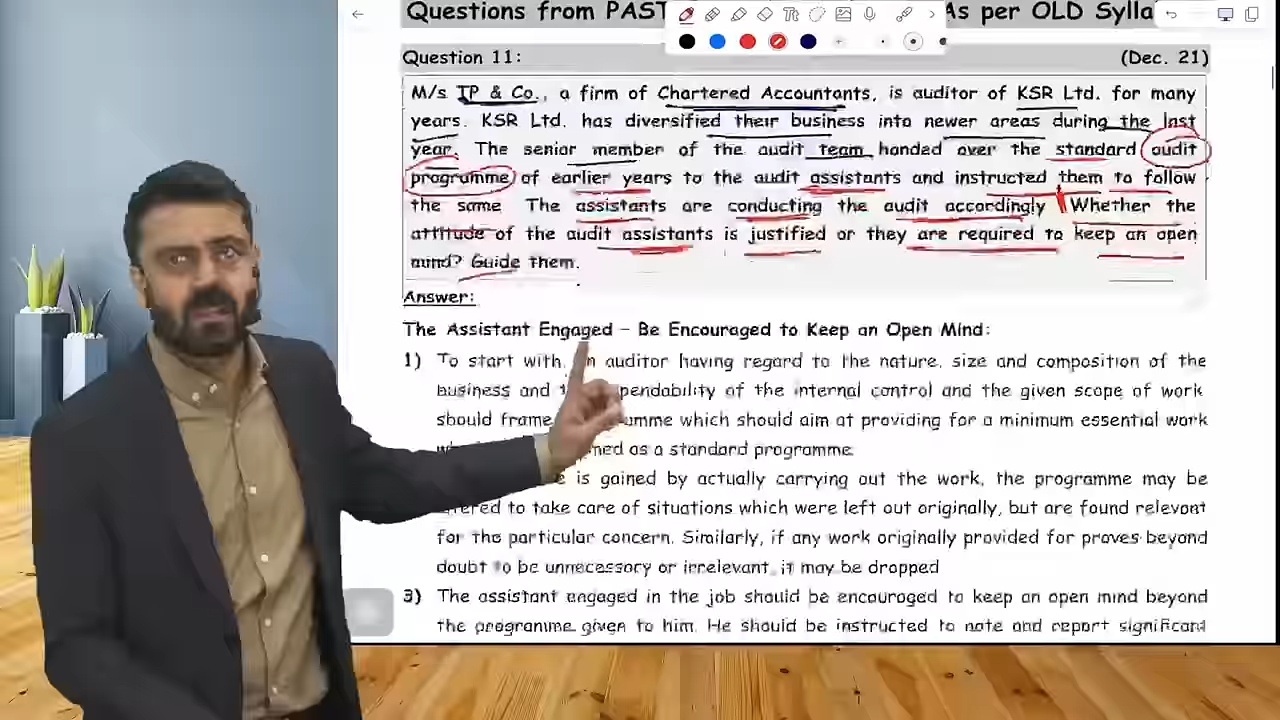 Questions from PAST As per OLD Sylla
Question 11: (Dec. 21)
M/s TP & Co., a firm of Chartered Accountants, is auditor of KSR Ltd. for many
years. KSR Ltd. has diversified their business into newer areas during the last
year. The senior member of the audit team handed over the standard audit
programme of earlier years to the audit assistants and instructed them to follow
the same The assistants are conducting the audit accordingly Whether the
attitude of the audit assistants is justified or they are required to keep an open
mind? Guide them.
Answer:
The Assistant Engaged – Be Encouraged to Keep an Open Mind:
1) To start with, an auditor having regard to the nature, size and composition of the
business and pendability of the internal control and the given scope of work
should frame mme which should aim at providing for a minimum essential work
as a standard programme
is gained by actually carrying out the work, the programme may be
to take care of situations which were left out originally, but are found relevant
for the particular concern. Similarly, if any work originally provided for proves beyond
doubt to be unnecessary or irrelevant, it may be dropped
3) The assistant engaged in the job should be encouraged to keep an open mind beyond
the programme given to him. He should be instructed to note and report significant